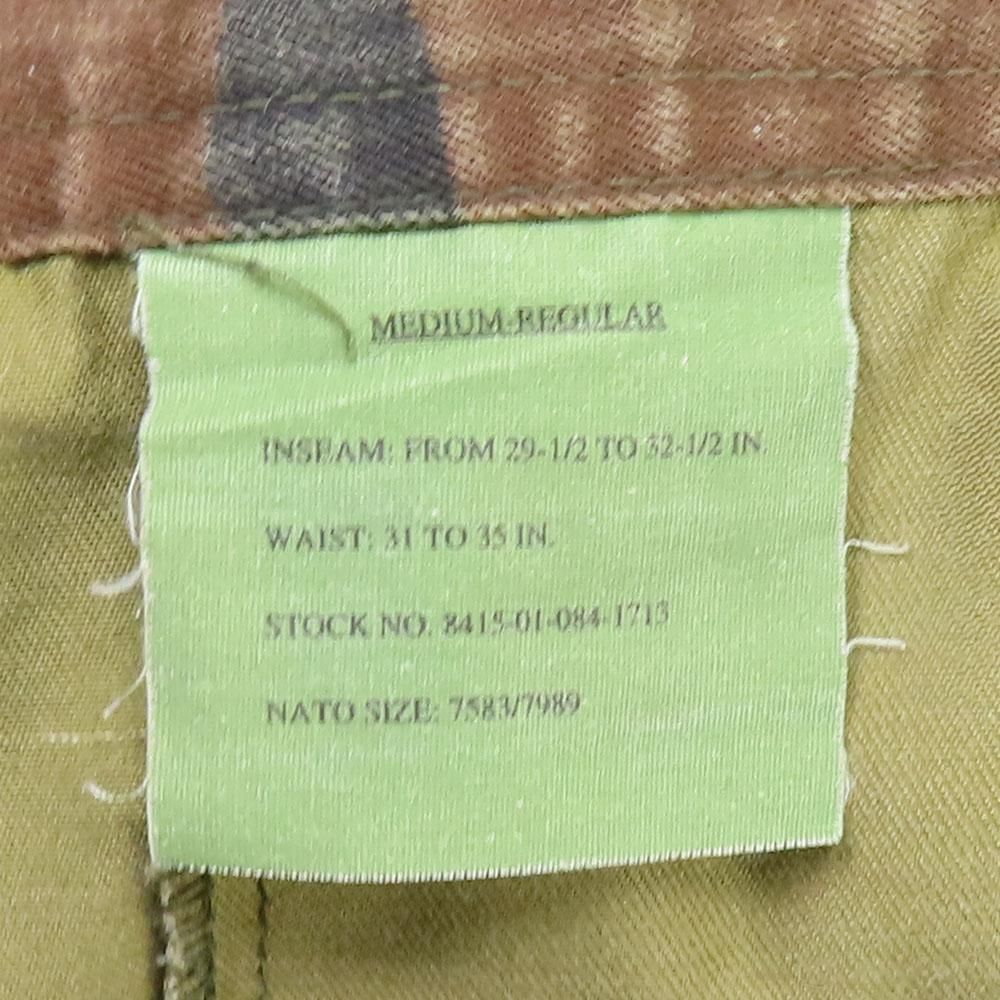 MEDIUM-REGULAR
INSEAM: FROM 29-1/2 TO 32-1/2 IN.
WAIST: 31 TO 35 IN.
STOCK NO. 8415-01-084-1713
NATO SIZE: 7583/7989